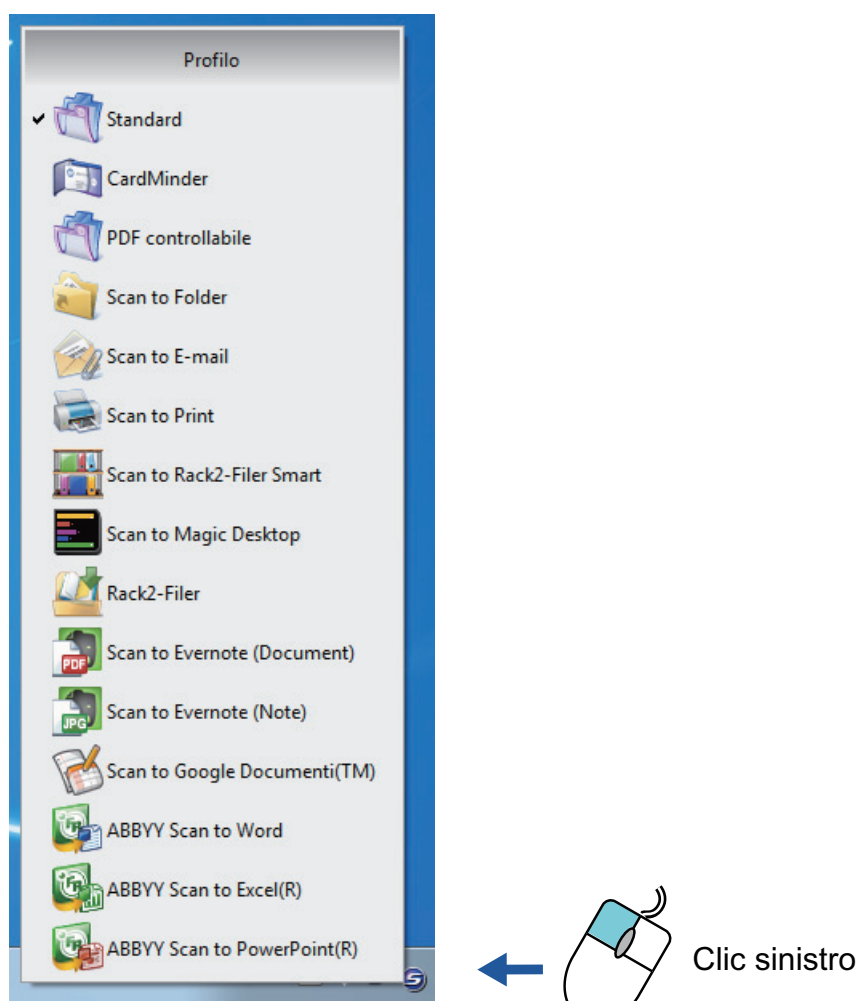 Profilo
Standard
CardMinder
PDF controllabile
Scan to Folder
Scan to E-mail
Scan to Print
Scan to Rack2-Filer Smart
Scan to Magic Desktop
Rack2-Filer
PDF
Scan to Evernote (Document)
JPG
Scan to Evernote (Note)
Scan to Google Documenti(TM)
ABBYY Scan to Word
ABBYY Scan to Excel(R)
ABBYY Scan to PowerPoint(R)
Clic sinistro